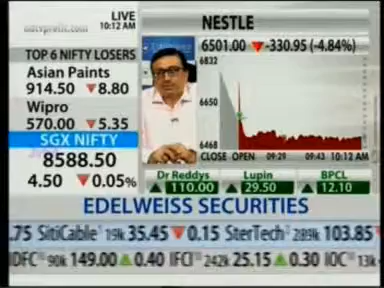 ndtvprofit.com
LIVE
10:12 AM
NESTLE
6501.00 ▼ -330.95 (-4.84%)
TOP 6 NIFTY LOSERS
Asian Paints
914.50 ▼8.80
Wipro
570.00 ▼5.35
SGX NIFTY
8588.50
4.50 ▼0.05%
6832
6650
6468
CLOSE OPEN 09:29 09:43 10:12 AM
Dr Reddys Lupin BPCL
▲ 110.00 ▲ 29.50 ▲ 12.10
EDELWEISS SECURITIES
.75 SitiCable 19k 35.45 ▼0.15 SterTech 289k 103.85
IDFC 90k 149.00 ▲0.40 IFCI 242k 25.15 ▲0.30 IOC 13k